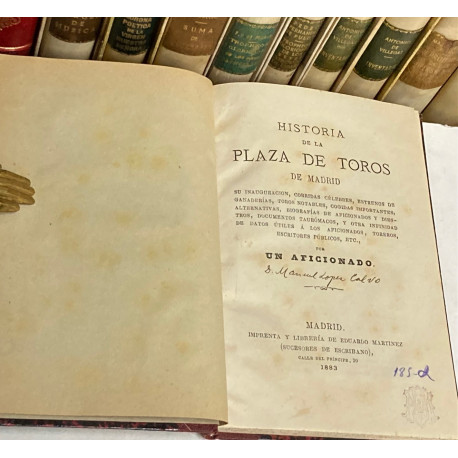 ROMA
HISTORIA
DE LA
PLAZA DE TOROS
DE MADRID
SU INAUGURACION, CORRIDAS CÉLEBRES, ESTRENOS DE
GANADERÍAS, TOROS NOTABLES, COGIDAS IMPORTANTES,
ALTERNATIVAS, BIOGRAFÍAS DE AFICIONADOS Y DIES-
TROS, DOCUMENTOS TAURÓMACOS, Y OTRA INFINIDAD
DE DATOS ÚTILES Á LOS AFICIONADOS, TOREROS,
ESCRITORES PÚBLICOS, ETC.,
POR
UN AFICIONADO.
D. Manuel Lopez Calvo
MADRID.
IMPRENTA Y LIBRERÍA DE EDUARDO MARTINEZ
(SUCESORES DE ESCRIBANO),
CALLE DEL PRÍNCIPE, 25
1883